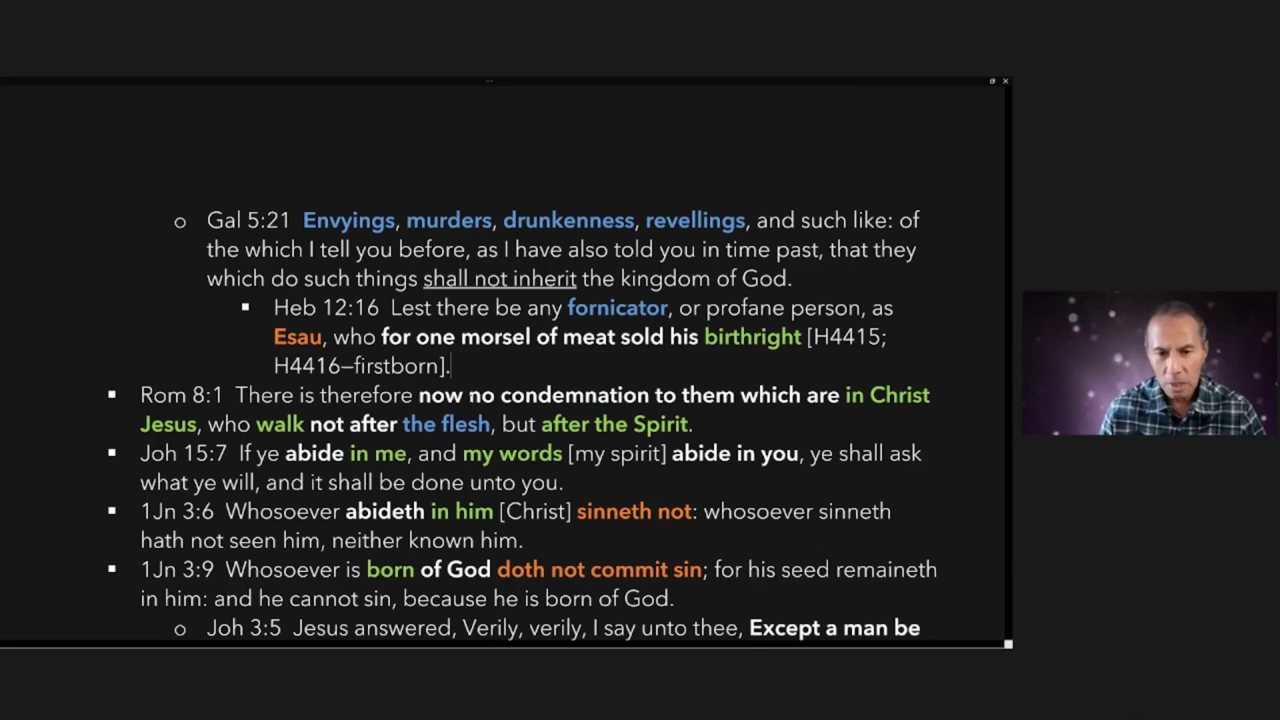 Gal 5:21 Envyings, murders, drunkenness, revellings, and such like: of
the which I tell you before, as I have also told you in time past, that they
which do such things shall not inherit the kingdom of God.
Heb 12:16 Lest there be any fornicator, or profane person, as
Esau, who for one morsel of meat sold his birthright [H4415;
H4416—firstborn].
Rom 8:1 There is therefore now no condemnation to them which are in Christ
Jesus, who walk not after the flesh, but after the Spirit.
Joh 15:7 If ye abide in me, and my words [my spirit] abide in you, ye shall ask
what ye will, and it shall be done unto you.
1Jn 3:6 Whosoever abideth in him [Christ] sinneth not: whosoever sinneth
hath not seen him, neither known him.
1Jn 3:9 Whosoever is born of God doth not commit sin; for his seed remaineth
in him: and he cannot sin, because he is born of God.
Joh 3:5 Jesus answered, Verily, verily, I say unto thee, Except a man be